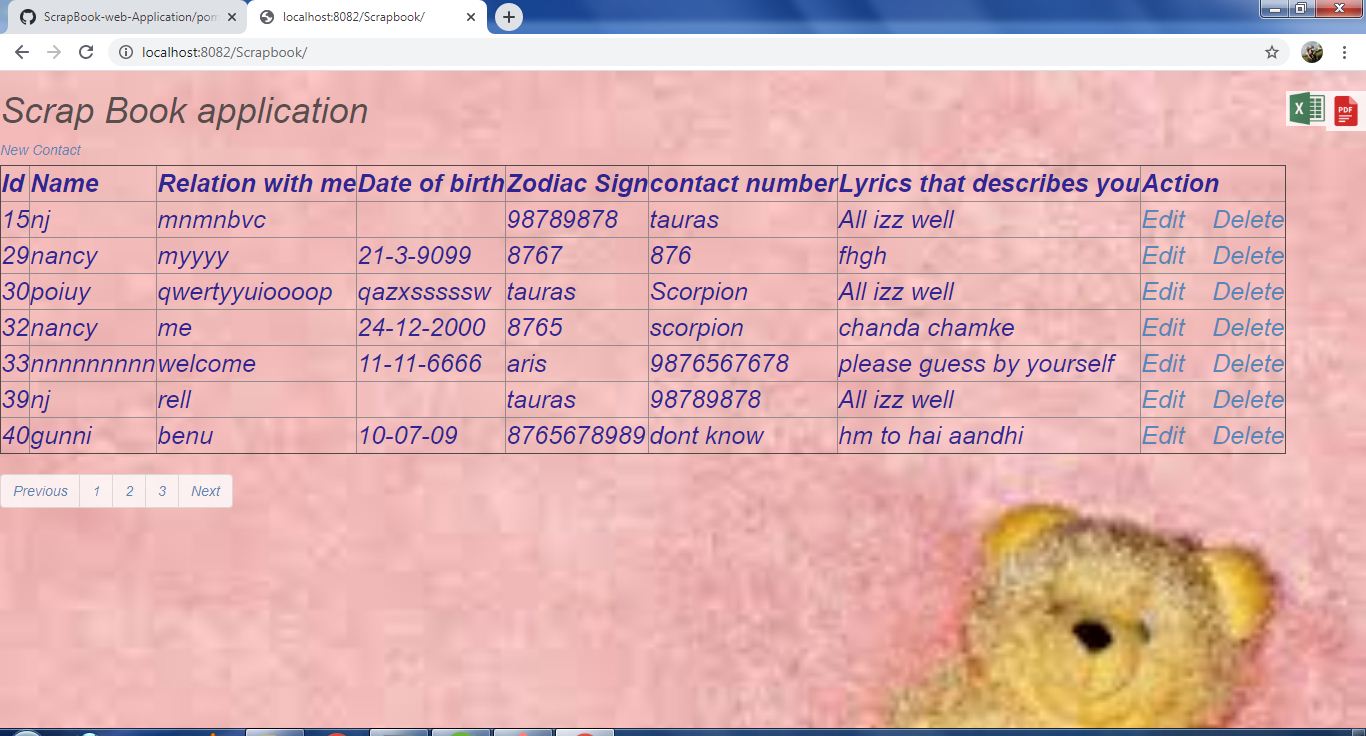 ScrapBook-web-Application/pom
localhost:8082/Scrapbook/
localhost:8082/Scrapbook/
Scrap Book application
PDF
New Contact
Id Name Relation with me Date of birth Zodiac Sign contact number Lyrics that describes you Action
15 nj mnmnbvc 98789878 tauras All izz well Edit Delete
29 nancy myyyy 21-3-9099 8767 876 fhgh Edit Delete
30 poiuy qwertyyuioooop qazxsssssw tauras Scorpion All izz well Edit Delete
32 nancy me 24-12-2000 8765 scorpion chanda chamke Edit Delete
33 nnnnnnnnn welcome 11-11-6666 aris 9876567678 please guess by yourself Edit Delete
39 nj rell tauras 98789878 All izz well Edit Delete
40 gunni benu 10-07-09 8765678989 dont know hm to hai aandhi Edit Delete
Previous 1 2 3 Next